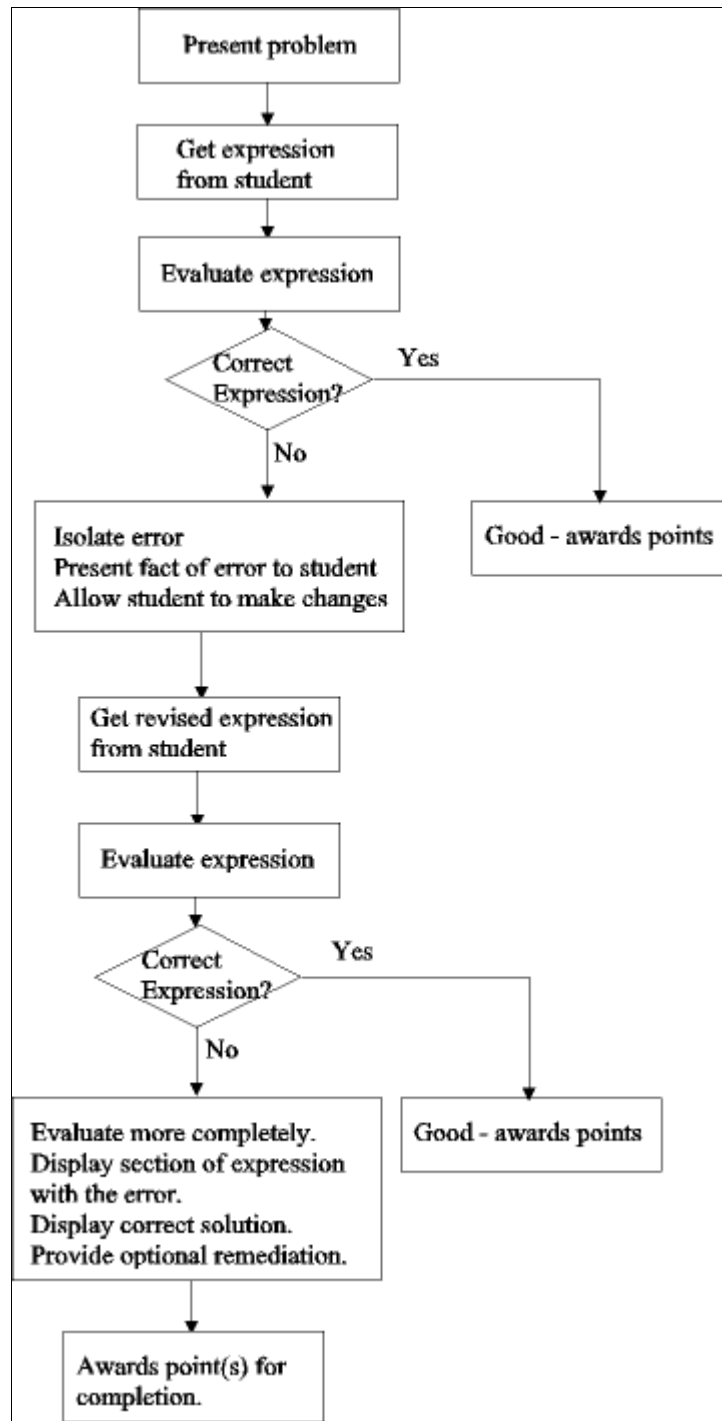 Present problem
Get expression
from student
Evaluate expression
Correct
Expression?
Yes
No
Isolate error
Present fact of error to student
Allow student to make changes
Good - awards points
Get revised expression
from student
Evaluate expression
Correct
Expression?
Yes
No
Evaluate more completely.
Display section of expression
with the error.
Display correct solution.
Provide optional remediation.
Good - awards points
Awards point(s) for
completion.